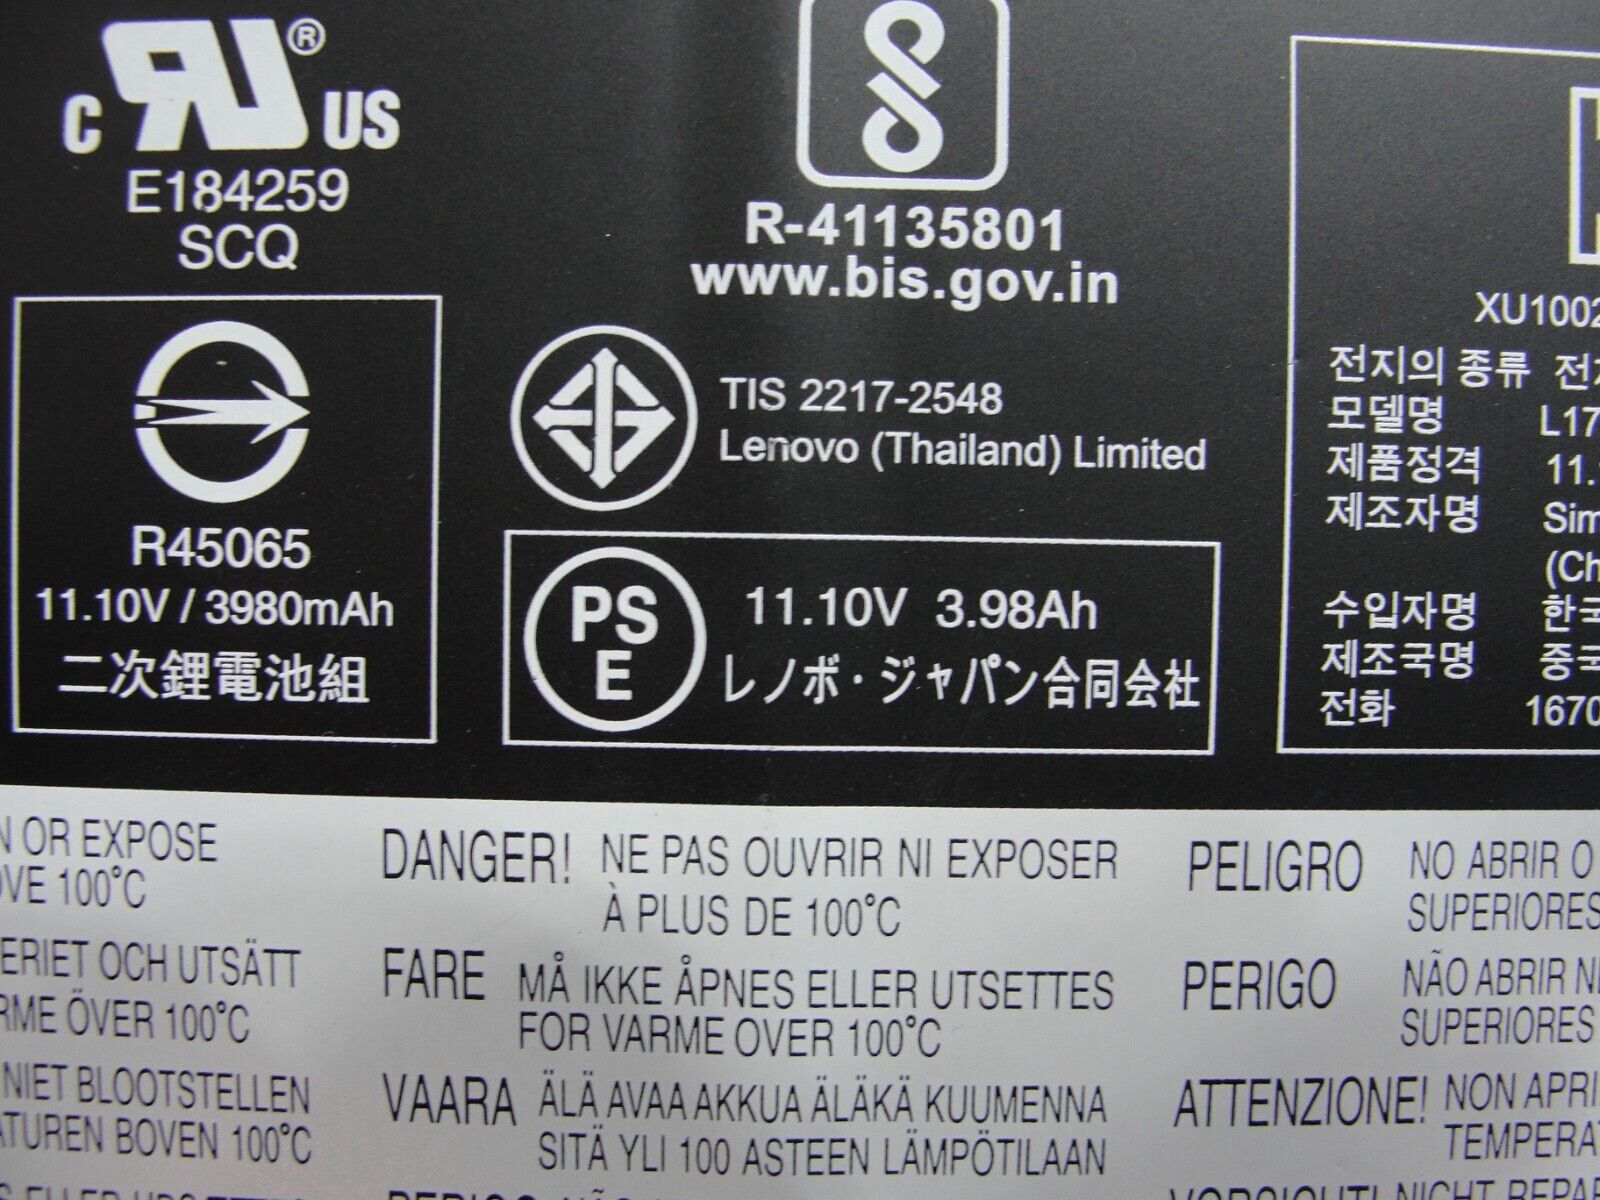 c RU ® US
E184259
SCQ
R-41135801
www.bis.gov.in
R45065
11.10V / 3980mAh
二次鋰電池組
TIS 2217-2548
Lenovo (Thailand) Limited
PS
E
11.10V 3.98Ah
レノボ・ジャパン合同会社
XU1002
전지의 종류
모델명 L17
제품정격 11.
제조자명
(Ch
수입자명
제조국명
전화 1670
OR EXPOSE
100°C
OCH UTSÄTT
ÖVER 100°C
NIET BLOOTSTELLEN
BOVEN 100°C
DANGER! NE PAS OUVRIR NI EXPOSER
À PLUS DE 100°C
FARE MÅ IKKE ÅPNES ELLER UTSETTES
FOR VARME OVER 100°C
VAARA ÄLÄ AVAA AKKUA ÄLÄKÄ KUUMENNA
SITÄ YLI 100 ASTEEN LÄMPÖTILAAN
PELIGRO NO ABRIR O
SUPERIORES
PERIGO NÃO ABRIR
SUPERIORES
ATTENZIONE! NON